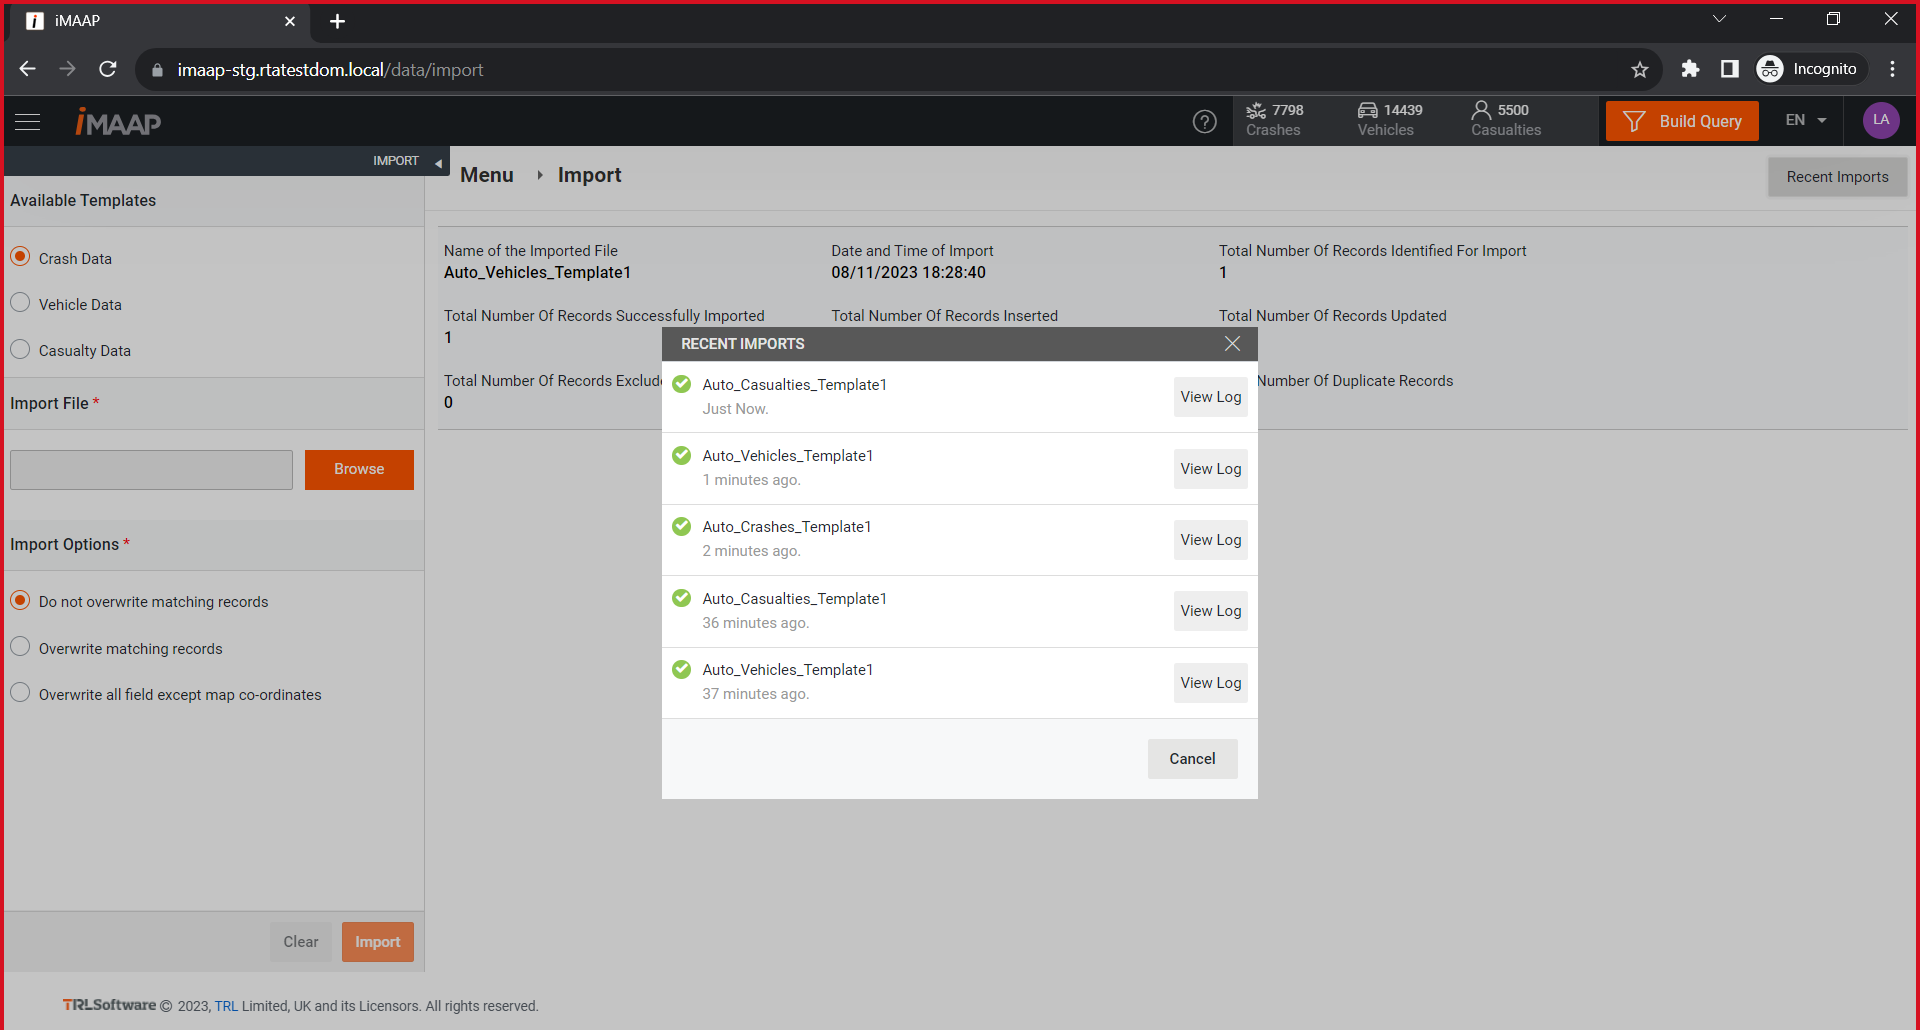 iMAAP
imaap-stg.rtatestdom.local/data/import
Incognito
iMAAP
7798
Crashes
14439
Vehicles
5500
Casualties
Build Query
EN
LA
IMPORT
Menu
Import
Recent Imports
Available Templates
Crash Data
Vehicle Data
Casualty Data
Import File *
Browse
Import Options *
Do not overwrite matching records
Overwrite matching records
Overwrite all field except map co-ordinates
Clear
Import
Name of the Imported File
Auto_Vehicles_Template1
Date and Time of Import
08/11/2023 18:28:40
Total Number Of Records Identified For Import
1
Total Number Of Records Successfully Imported
1
Total Number Of Records Inserted
Total Number Of Records Updated
Total Number Of Records Exclude
0
Number Of Duplicate Records
RECENT IMPORTS
Auto_Casualties_Template1
Just Now.
View Log
Auto_Vehicles_Template1
1 minutes ago.
View Log
Auto_Crashes_Template1
2 minutes ago.
View Log
Auto_Casualties_Template1
36 minutes ago.
View Log
Auto_Vehicles_Template1
37 minutes ago.
View Log
Cancel
TRLSoftware © 2023, TRL Limited, UK and its Licensors. All rights reserved.